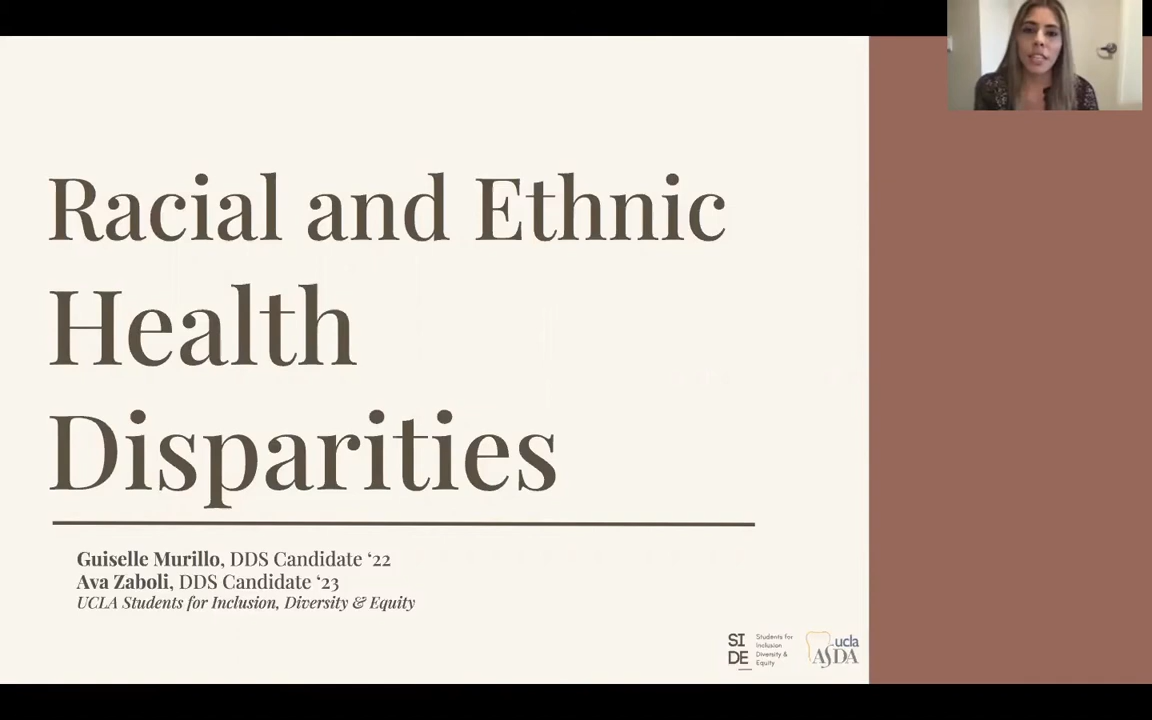 Racial and Ethnic
Health
Disparities
Guiselle Murillo, DDS Candidate ‘22
Ava Zaboli, DDS Candidate ‘23
UCLA Students for Inclusion, Diversity & Equity
SI
DE
Students for
Inclusion
Diversity &
Equity
ucla
ASDA